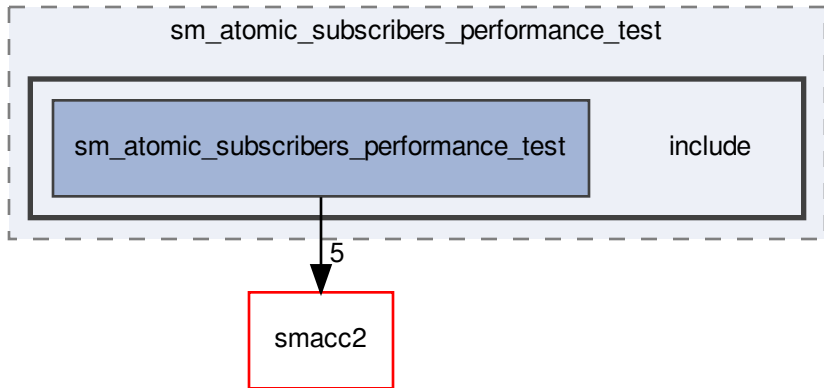 sm_atomic_subscribers_performance_test
sm_atomic_subscribers_performance_test
include
5
smacc2